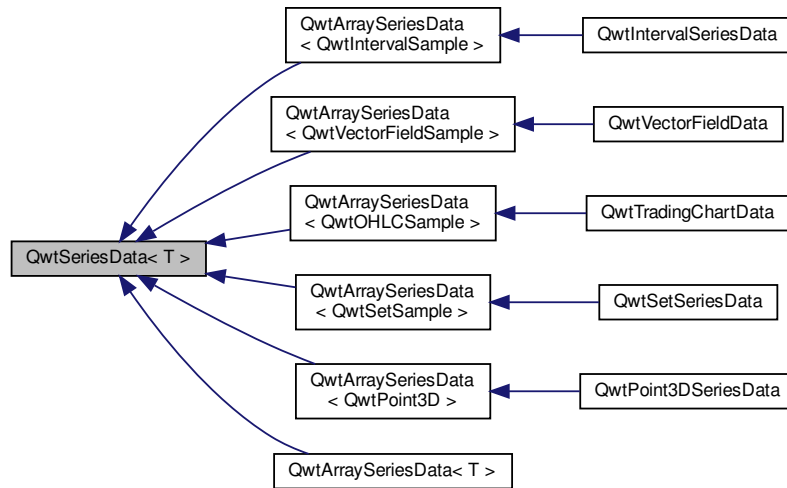 QwtArraySeriesData
< QwtIntervalSample >
QwtIntervalSeriesData
QwtArraySeriesData
< QwtVectorFieldSample >
QwtVectorFieldData
QwtArraySeriesData
< QwtOHLCSample >
QwtTradingChartData
QwtSeriesData< T >
QwtArraySeriesData
< QwtSetSample >
QwtSetSeriesData
QwtArraySeriesData
< QwtPoint3D >
QwtPoint3DSeriesData
QwtArraySeriesData< T >